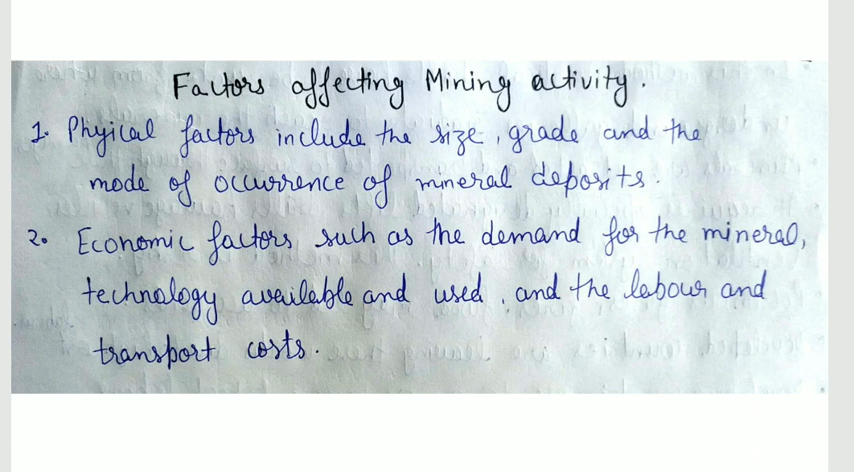 Factors affecting Mining activity.
1. Phyical factors include the size, grade and the
mode of occurrence of mineral deposits.
2. Economic factors such as the demand for the mineral,
technology available and used, and the labour and
transport costs.